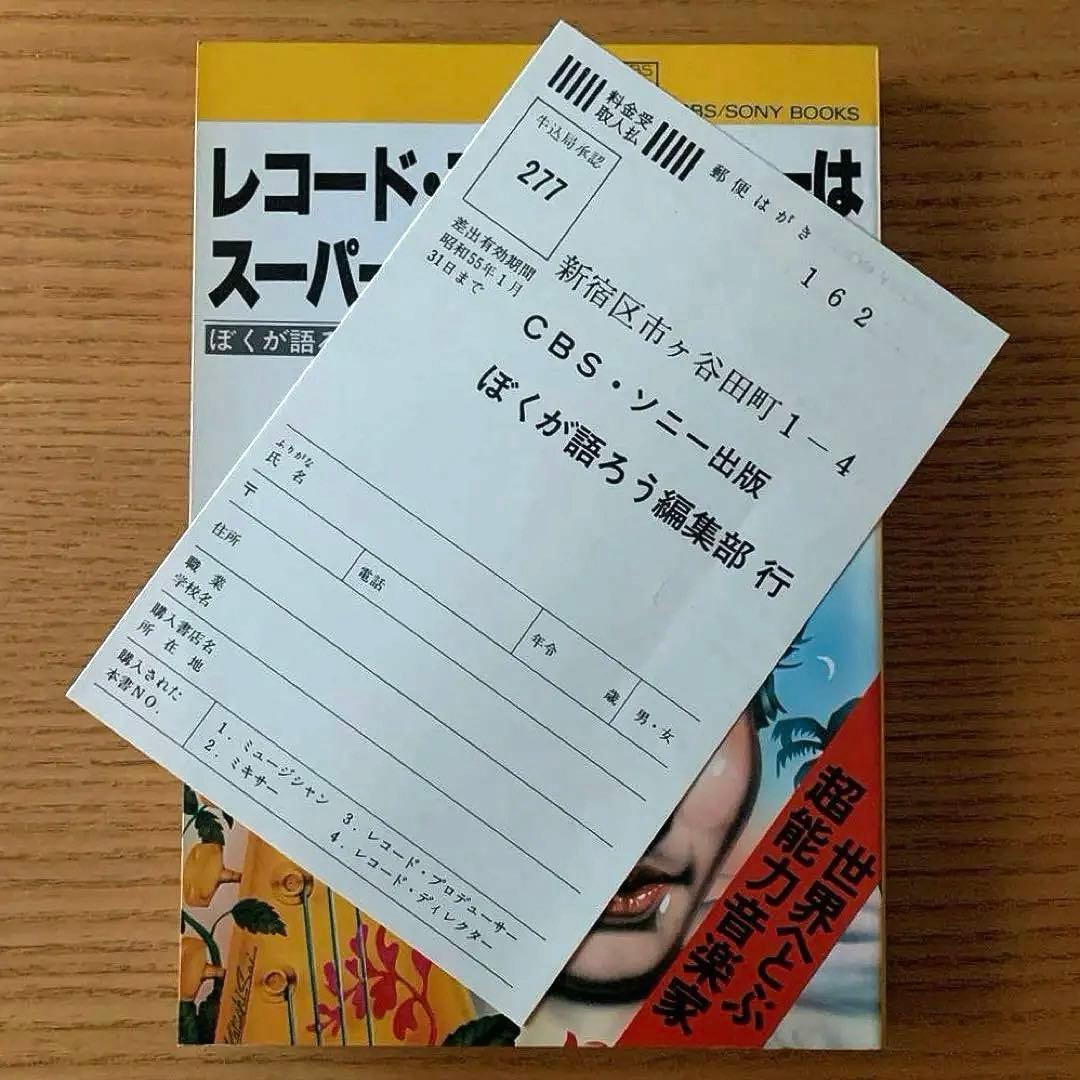 BS
BS/SONY BOOKS
レコード・
ーは
スーパー
ぼくが語ろ
料金受
取人払
郵便はがき
牛込局承認
277
差出有効期間
昭和55年1月
31日まで
162
新宿区市ヶ谷田町1―4
CBS・ソニー出版
ぼくが語ろう編集部 行
ふりがな
氏名
〒
電話
年令
歳
男・女
住所
職業
学校名
購入書店名
所在地
購入された
本書NO.
1. ミュージシャン 3. レコード・プロデューサー
2. ミキサー 4. レコード・ディレクター
世界へとぶ
超能力音楽家